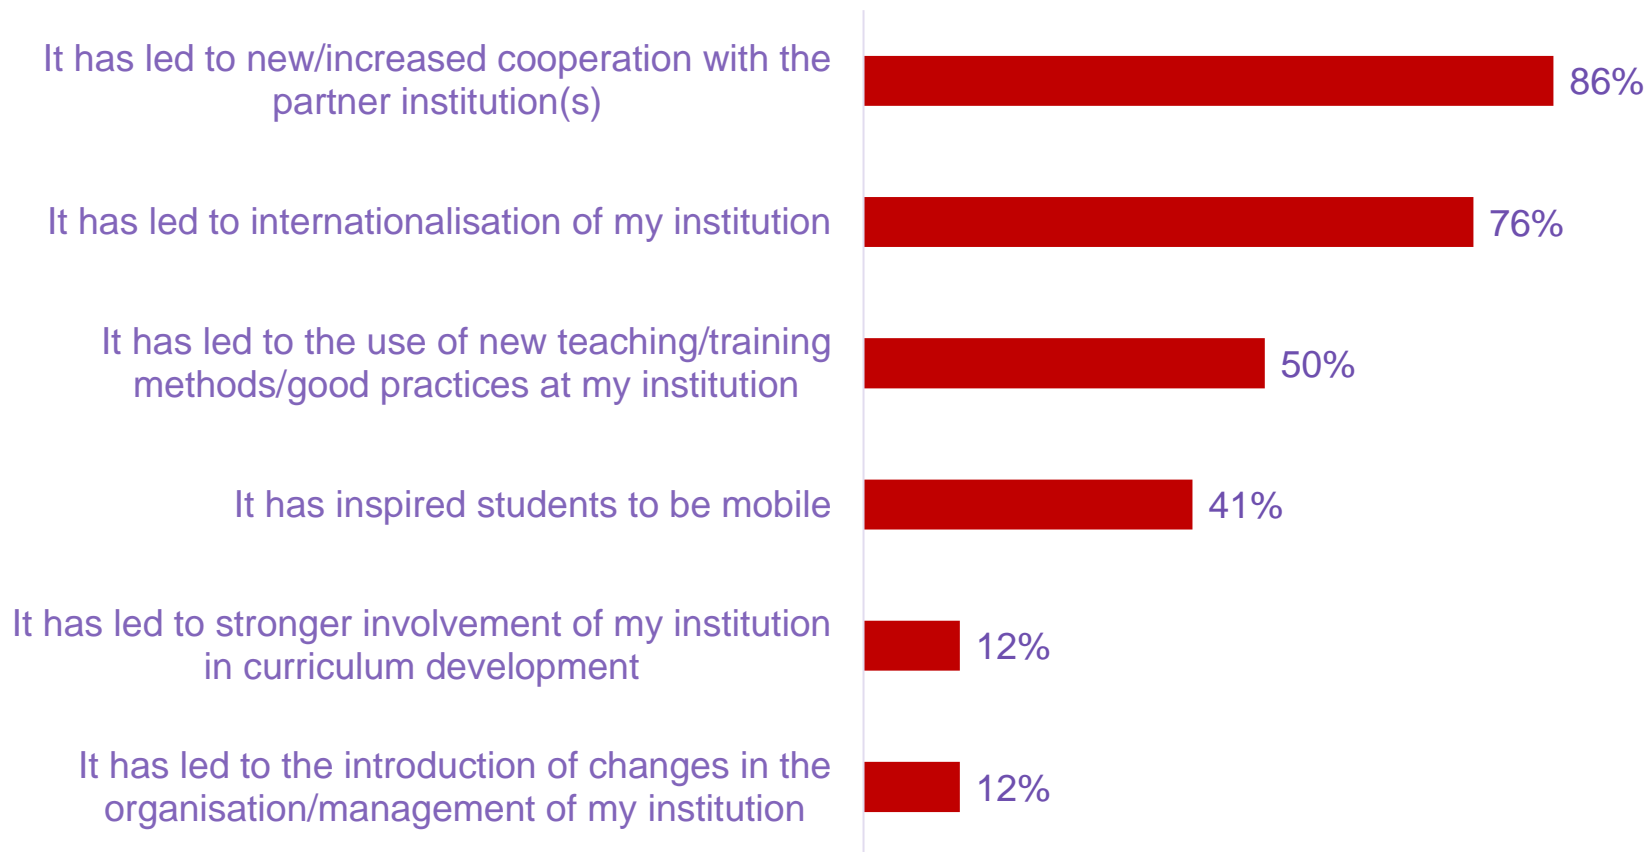 It has led to new/increased cooperation with the
partner institution(s)
86%
It has led to internationalisation of my institution
76%
It has led to the use of new teaching/training
methods/good practices at my institution
50%
It has inspired students to be mobile
41%
It has led to stronger involvement of my institution
in curriculum development
12%
It has led to the introduction of changes in the
organisation/management of my institution
12%